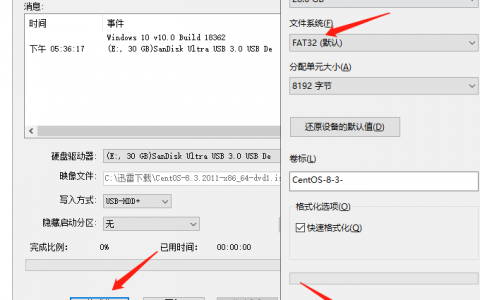 消息:
时间 事件
Windows 10 v10.0 Build 18362
下午 05:36:17 (E:, 30 GB)SanDisk Ultra USB 3.0 USB De
硬盘驱动器: (E:, 30 GB)SanDisk Ultra USB 3.0 USB De
映像文件: C:\迅雷下载\CentOS-8.3.2011-x86_64-dvd1.is
写入方式: USB-HDD+
隐藏启动分区: 无
完成比例: 0% 已用时间: 00:00:00
文件系统(F)
FAT32 (默认)
分配单元大小(A)
8192 字节
还原设备的默认值(D)
卷标(L)
CentOS-8-3-
格式化选项(O)
快速格式化(Q)